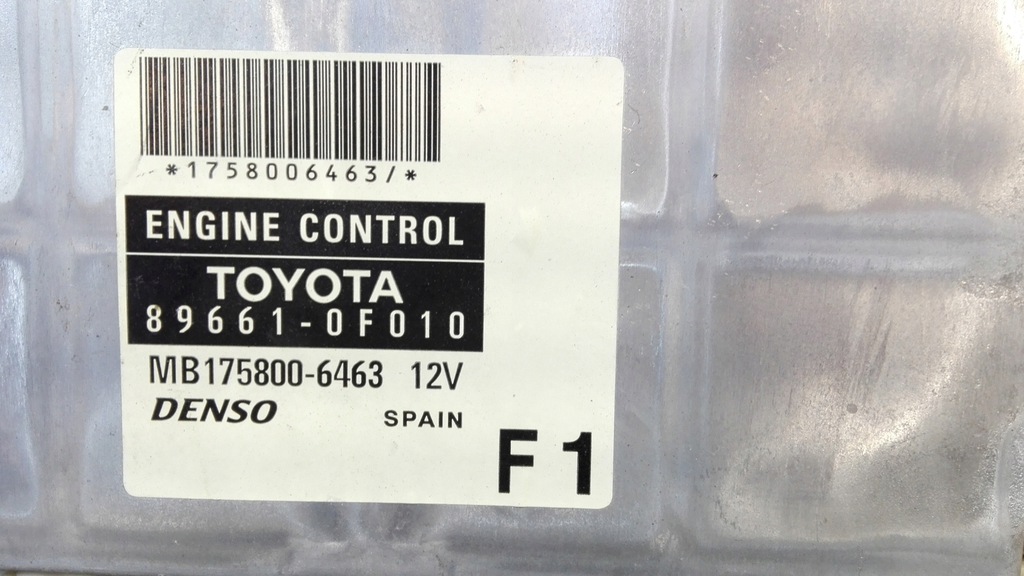 *1758006463/*
ENGINE CONTROL
TOYOTA
89661-0F010
MB175800-6463 12V
DENSO SPAIN
F1